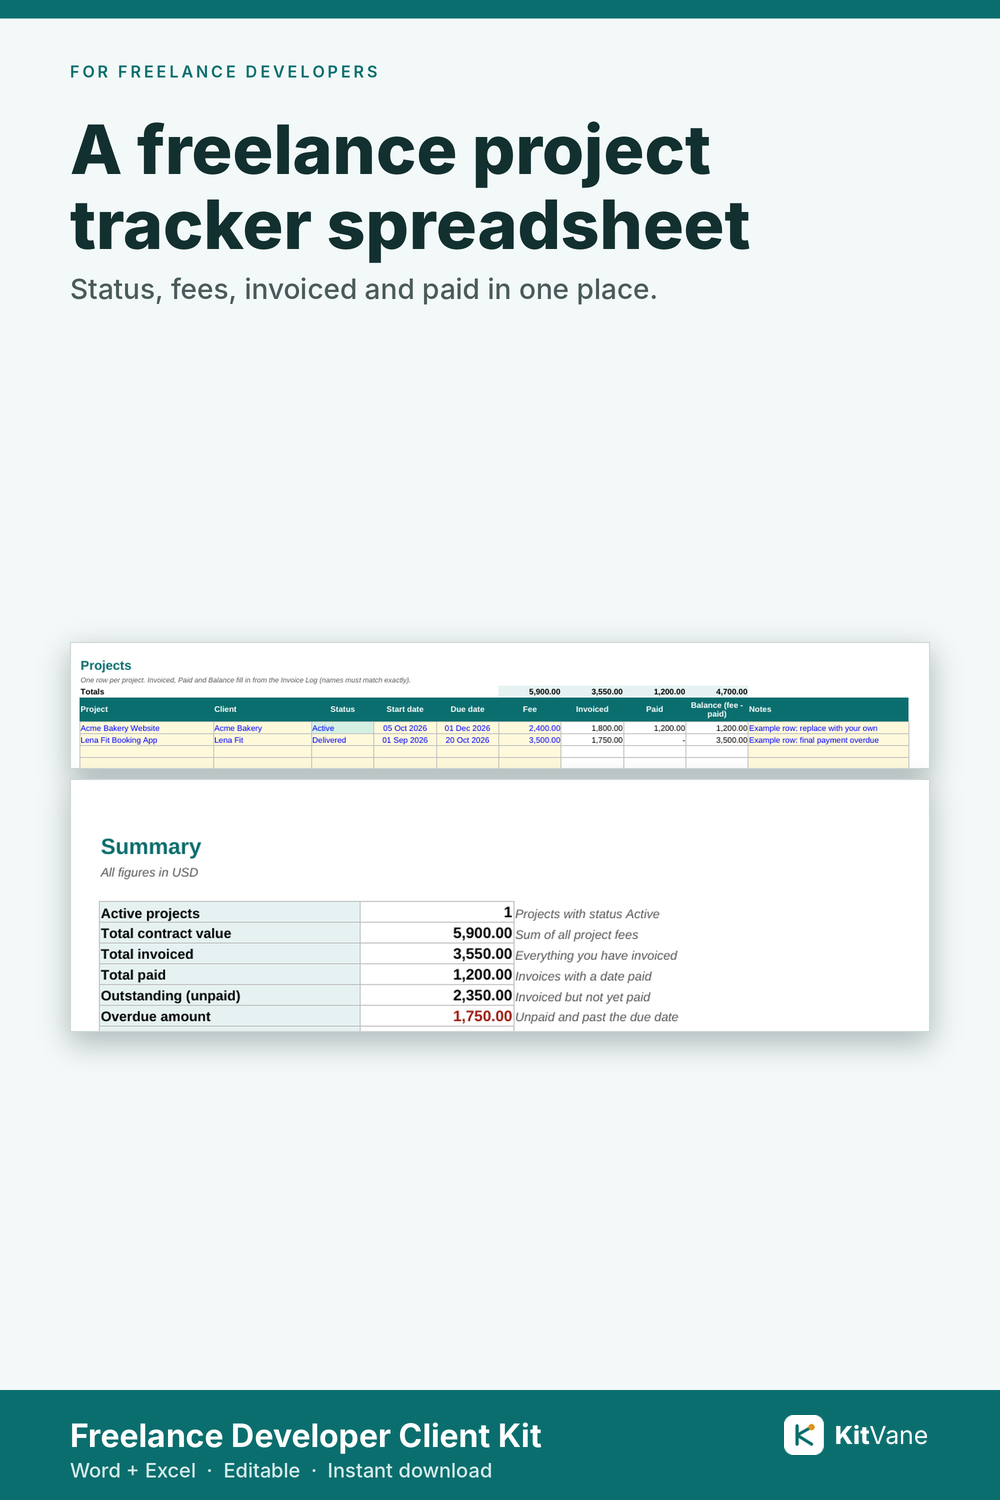 FOR FREELANCE DEVELOPERS
A freelance project
tracker spreadsheet
Status, fees, invoiced and paid in one place.
Projects
One row per project. Invoiced, Paid and Balance fill in from the Invoice Log (names must match exactly).
Totals 5,900.00 3,550.00 1,200.00 4,700.00
Project Client Status Start date Due date Fee Invoiced Paid Balance (fee - paid) Notes
Acme Bakery Website Acme Bakery Active 05 Oct 2026 01 Dec 2026 2,400.00 1,800.00 1,200.00 1,200.00 Example row: replace with your own
Lena Fit Booking App Lena Fit Delivered 01 Sep 2026 20 Oct 2026 3,500.00 1,750.00 - 3,500.00 Example row: final payment overdue
Summary
All figures in USD
Active projects 1 Projects with status Active
Total contract value 5,900.00 Sum of all project fees
Total invoiced 3,550.00 Everything you have invoiced
Total paid 1,200.00 Invoices with a date paid
Outstanding (unpaid) 2,350.00 Invoiced but not yet paid
Overdue amount 1,750.00 Unpaid and past the due date
Freelance Developer Client Kit
Word + Excel · Editable · Instant download
KitVane